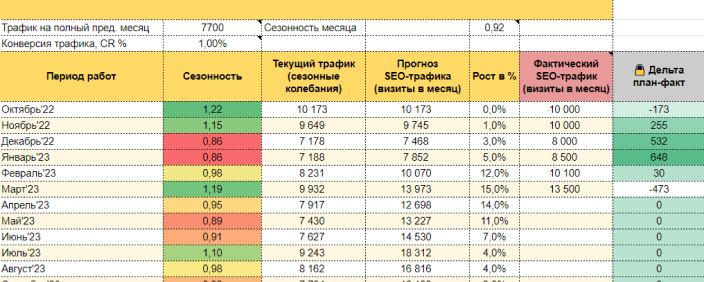 Трафик на полный пред. месяц 7700 Сезонность месяца 0,92
Конверсия трафика, CR % 1,00%
Период работ Сезонность Текущий трафик (сезонные колебания) Прогноз SEO-трафика (визиты в месяц) Рост в % Фактический SEO-трафик (визиты в месяц) Дельта план-факт
Октябрь'22 1,22 10 173 10 173 0,0% 10 000 -173
Ноябрь'22 1,15 9 649 9 745 1,0% 10 000 255
Декабрь'22 0,86 7 178 7 468 3,0% 8 000 532
Январь'23 0,86 7 188 7 852 5,0% 8 500 648
Февраль'23 0,98 8 231 10 070 12,0% 10 100 30
Март'23 1,19 9 932 13 973 15,0% 13 500 -473
Апрель'23 0,95 7 917 12 698 14,0% 0
Май'23 0,89 7 430 13 227 11,0% 0
Июнь'23 0,91 7 627 14 530 7,0% 0
Июль'23 1,10 9 243 18 312 4,0% 0
Август'23 0,98 8 162 16 816 4,0% 0